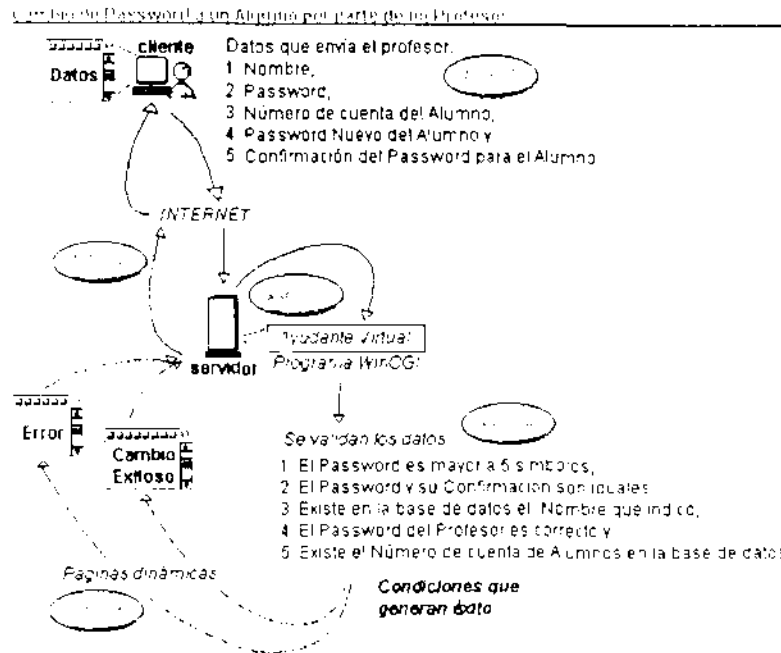 Cambio de Password a un Alumno por parte de un Profesor
cliente
Datos
Datos que envía el profesor:
1 Nombre,
2 Password,
3 Número de cuenta del Alumno,
4 Password Nuevo del Alumno y
5 Confirmación del Password para el Alumno
INTERNET
servidor
Ayudante Virtual
Programa WinCGI
Error
Cambio
Exitoso
Se validan los datos
1 El Password es mayor a 5 símbolos,
2 El Password y su Confirmación son iguales
3 Existe en la base de datos el Nombre que indicó,
4 El Password del Profesor es correcto y
5 Existe el Número de cuenta de Alumnos en la base de datos
Páginas dinámicas
Condiciones que
generan éxito